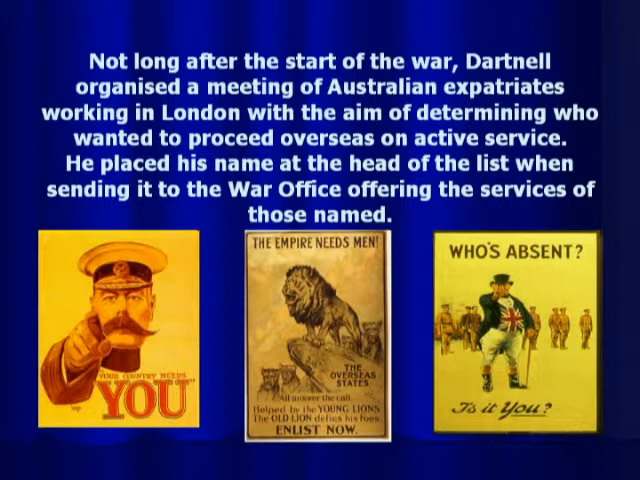 Not long after the start of the war, Dartnell
organised a meeting of Australian expatriates
working in London with the aim of determining who
wanted to proceed overseas on active service.
He placed his name at the head of the list when
sending it to the War Office offering the services of
those named.
YOUR COUNTRY NEEDS
YOU"
THE EMPIRE NEEDS MEN!
THE
OVERSEAS
STATES
All answer the call.
Helped by the YOUNG LIONS
The OLD LION defies his Foes.
ENLIST NOW.
WHO'S ABSENT?
Is it You?